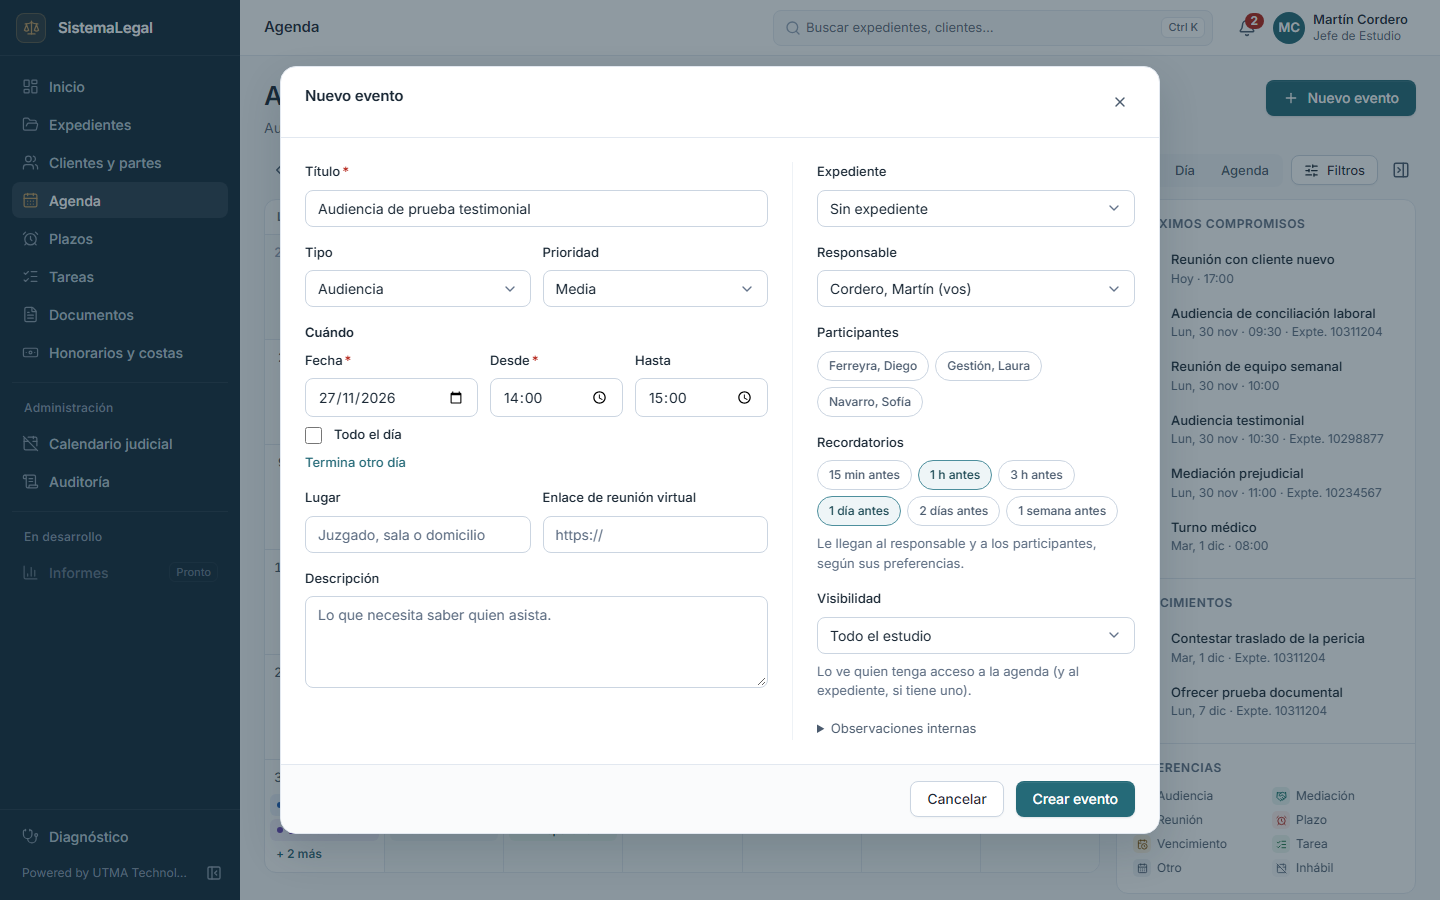 SistemaLegal
Agenda
Buscar expedientes, clientes...
Ctrl K
2
MC
Martín Cordero
Jefe de Estudio
Inicio
Expedientes
Clientes y partes
Agenda
Plazos
Tareas
Documentos
Honorarios y costas
Administración
Calendario judicial
Auditoría
En desarrollo
Informes
Pronto
Diagnóstico
Powered by UTMA Technol...
Nuevo evento
Día
Agenda
Filtros
Nuevo evento
Título *
Audiencia de prueba testimonial
Tipo
Prioridad
Audiencia
Media
Cuándo
Fecha *
Desde *
Hasta
27/11/2026
14:00
15:00
Todo el día
Termina otro día
Lugar
Enlace de reunión virtual
Juzgado, sala o domicilio
https://
Descripción
Lo que necesita saber quien asista.
Expediente
Sin expediente
Responsable
Cordero, Martín (vos)
Participantes
Ferreyra, Diego
Gestión, Laura
Navarro, Sofía
Recordatorios
15 min antes
1 h antes
3 h antes
1 día antes
2 días antes
1 semana antes
Le llegan al responsable y a los participantes,
según sus preferencias.
Visibilidad
Todo el estudio
Lo ve quien tenga acceso a la agenda (y al
expediente, si tiene uno).
Observaciones internas
Cancelar
Crear evento
+ 2 más
XIMOS COMPROMISOS
Reunión con cliente nuevo
Hoy · 17:00
Audiencia de conciliación laboral
Lun, 30 nov · 09:30 · Expte. 10311204
Reunión de equipo semanal
Lun, 30 nov · 10:00
Audiencia testimonial
Lun, 30 nov · 10:30 · Expte. 10298877
Mediación prejudicial
Lun, 30 nov · 11:00 · Expte. 10234567
Turno médico
Mar, 1 dic · 08:00
CIMIENTOS
Contestar traslado de la pericia
Mar, 1 dic · Expte. 10311204
Ofrecer prueba documental
Lun, 7 dic · Expte. 10311204
ERENCIAS
Audiencia
Mediación
Reunión
Plazo
Vencimiento
Tarea
Otro
Inhábil